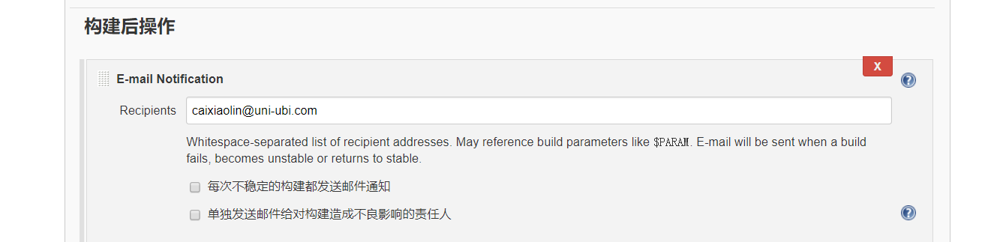 构建后操作
X
E-mail Notification
?
Recipients caixiaolin@uni-ubi.com
Whitespace-separated list of recipient addresses. May reference build parameters like $PARAM. E-mail will be sent when a build
fails, becomes unstable or returns to stable.
每次不稳定的构建都发送邮件通知
单独发送邮件给对构建造成不良影响的责任人
?